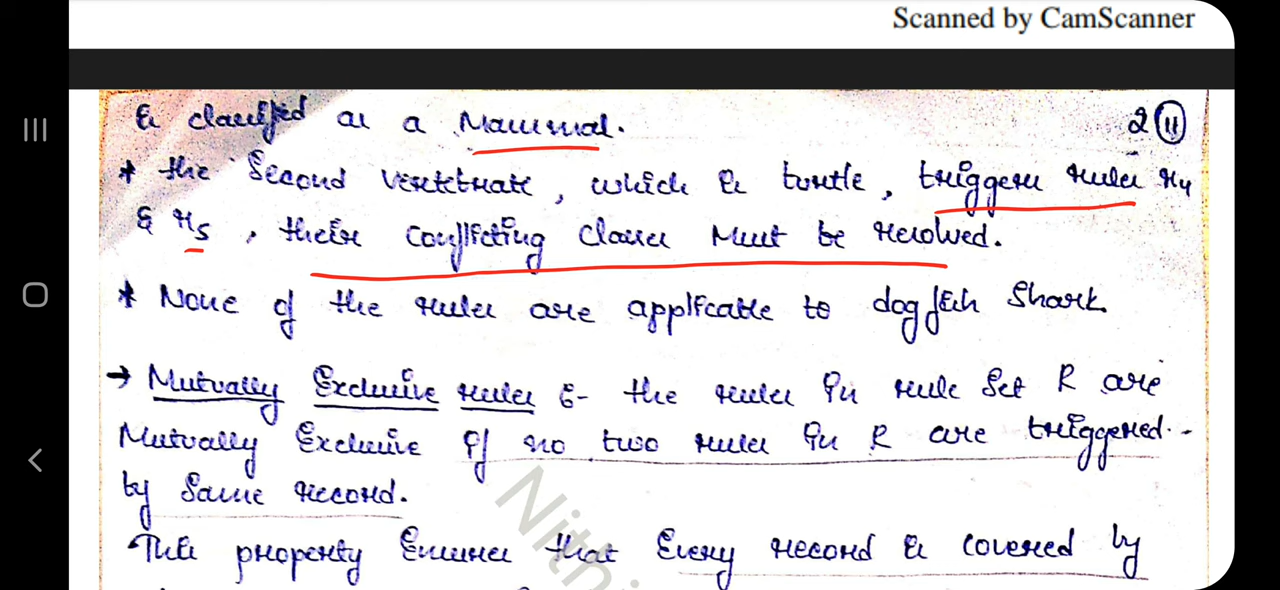 Scanned by CamScanner
is classified as a Mammal.
2 11
* the Second vertebrate, which is turtle, triggers rules r4
& r5, their conflicting classes Must be resolved.
* None of the rules are applicable to dogfish Shark.
→ Mutually Exclusive rules :- the rules in rule Set R are
Mutually Exclusive if no two rules in R are triggered
by Same record.
This property Ensures that Every record is covered by
Nithi